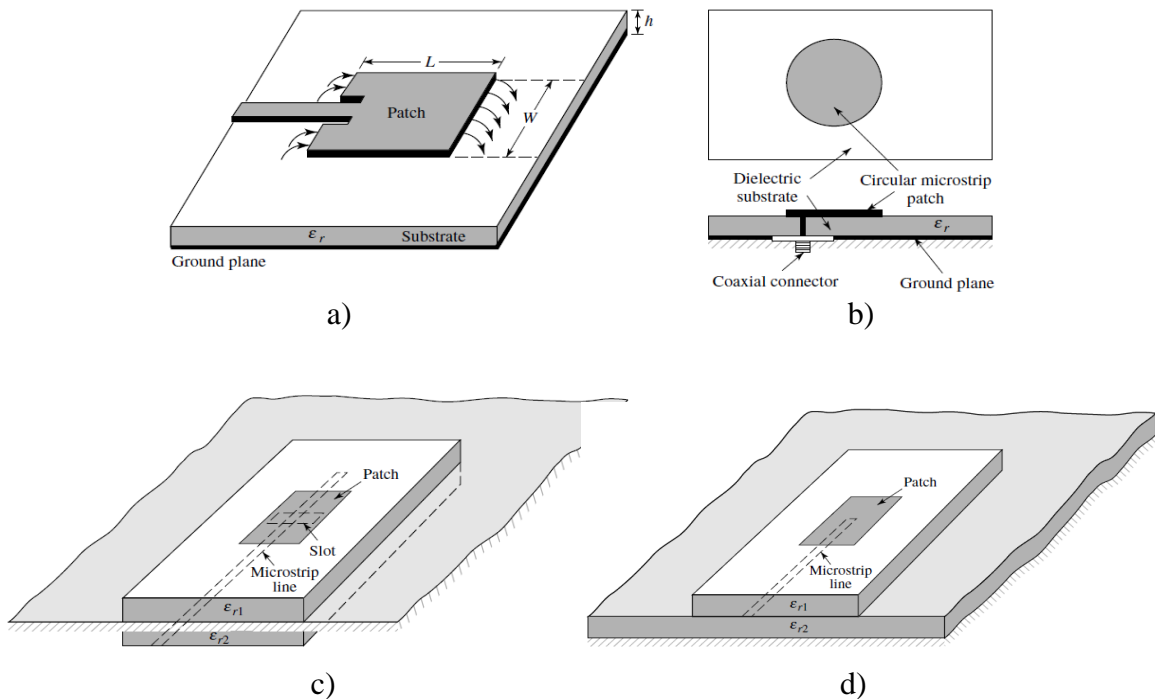 h
L
Patch
W
εr
Substrate
Ground plane
a)
Dielectric
substrate
Circular microstrip
patch
εr
Coaxial connector
Ground plane
b)
Patch
Slot
Microstrip
line
εr1
εr2
c)
Patch
Microstrip
line
εr1
εr2
d)